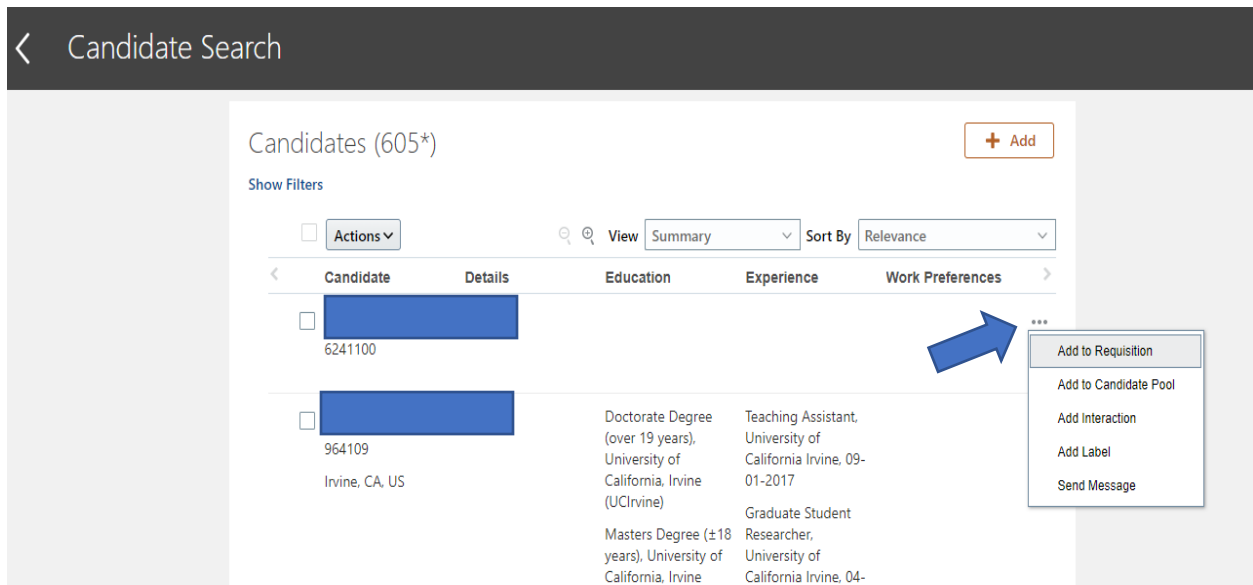 Candidate Search
Candidates (605*)
+ Add
Show Filters
Actions
View Summary Sort By Relevance
Candidate Details Education Experience Work Preferences
6241100
Add to Requisition
Add to Candidate Pool
Add Interaction
Add Label
Send Message
964109
Irvine, CA, US
Doctorate Degree
(over 19 years),
University of
California, Irvine
(UCIrvine)
Masters Degree (±18
years), University of
California, Irvine
Teaching Assistant,
University of
California Irvine, 09-
01-2017
Graduate Student
Researcher,
University of
California Irvine, 04-